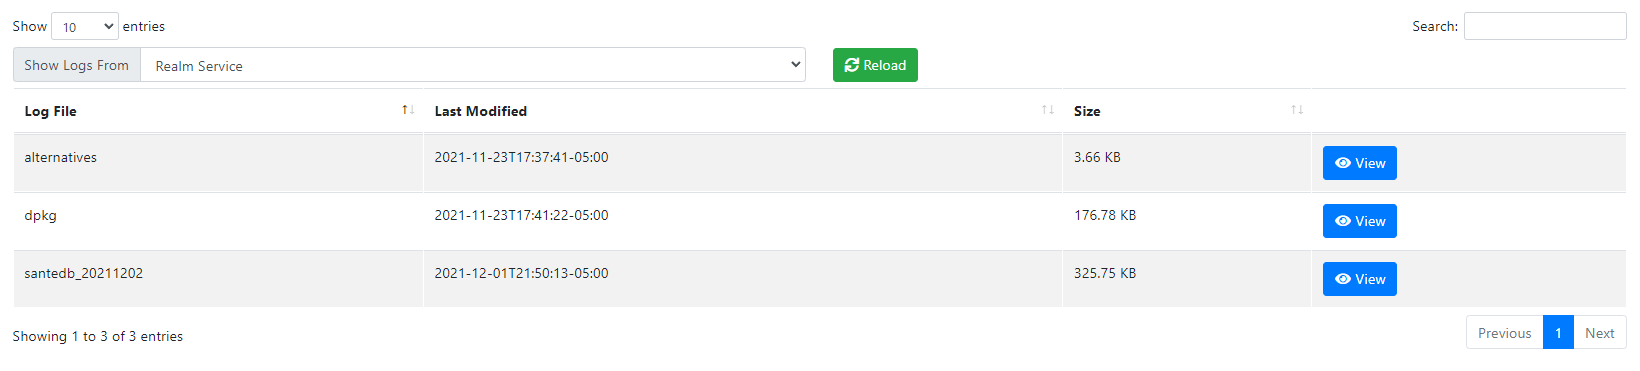 Show 10 entries Search:
Show Logs From Realm Service Reload
Log File Last Modified Size
alternatives 2021-11-23T17:37:41-05:00 3.66 KB View
dpkg 2021-11-23T17:41:22-05:00 176.78 KB View
santedb_20211202 2021-12-01T21:50:13-05:00 325.75 KB View
Showing 1 to 3 of 3 entries Previous 1 Next